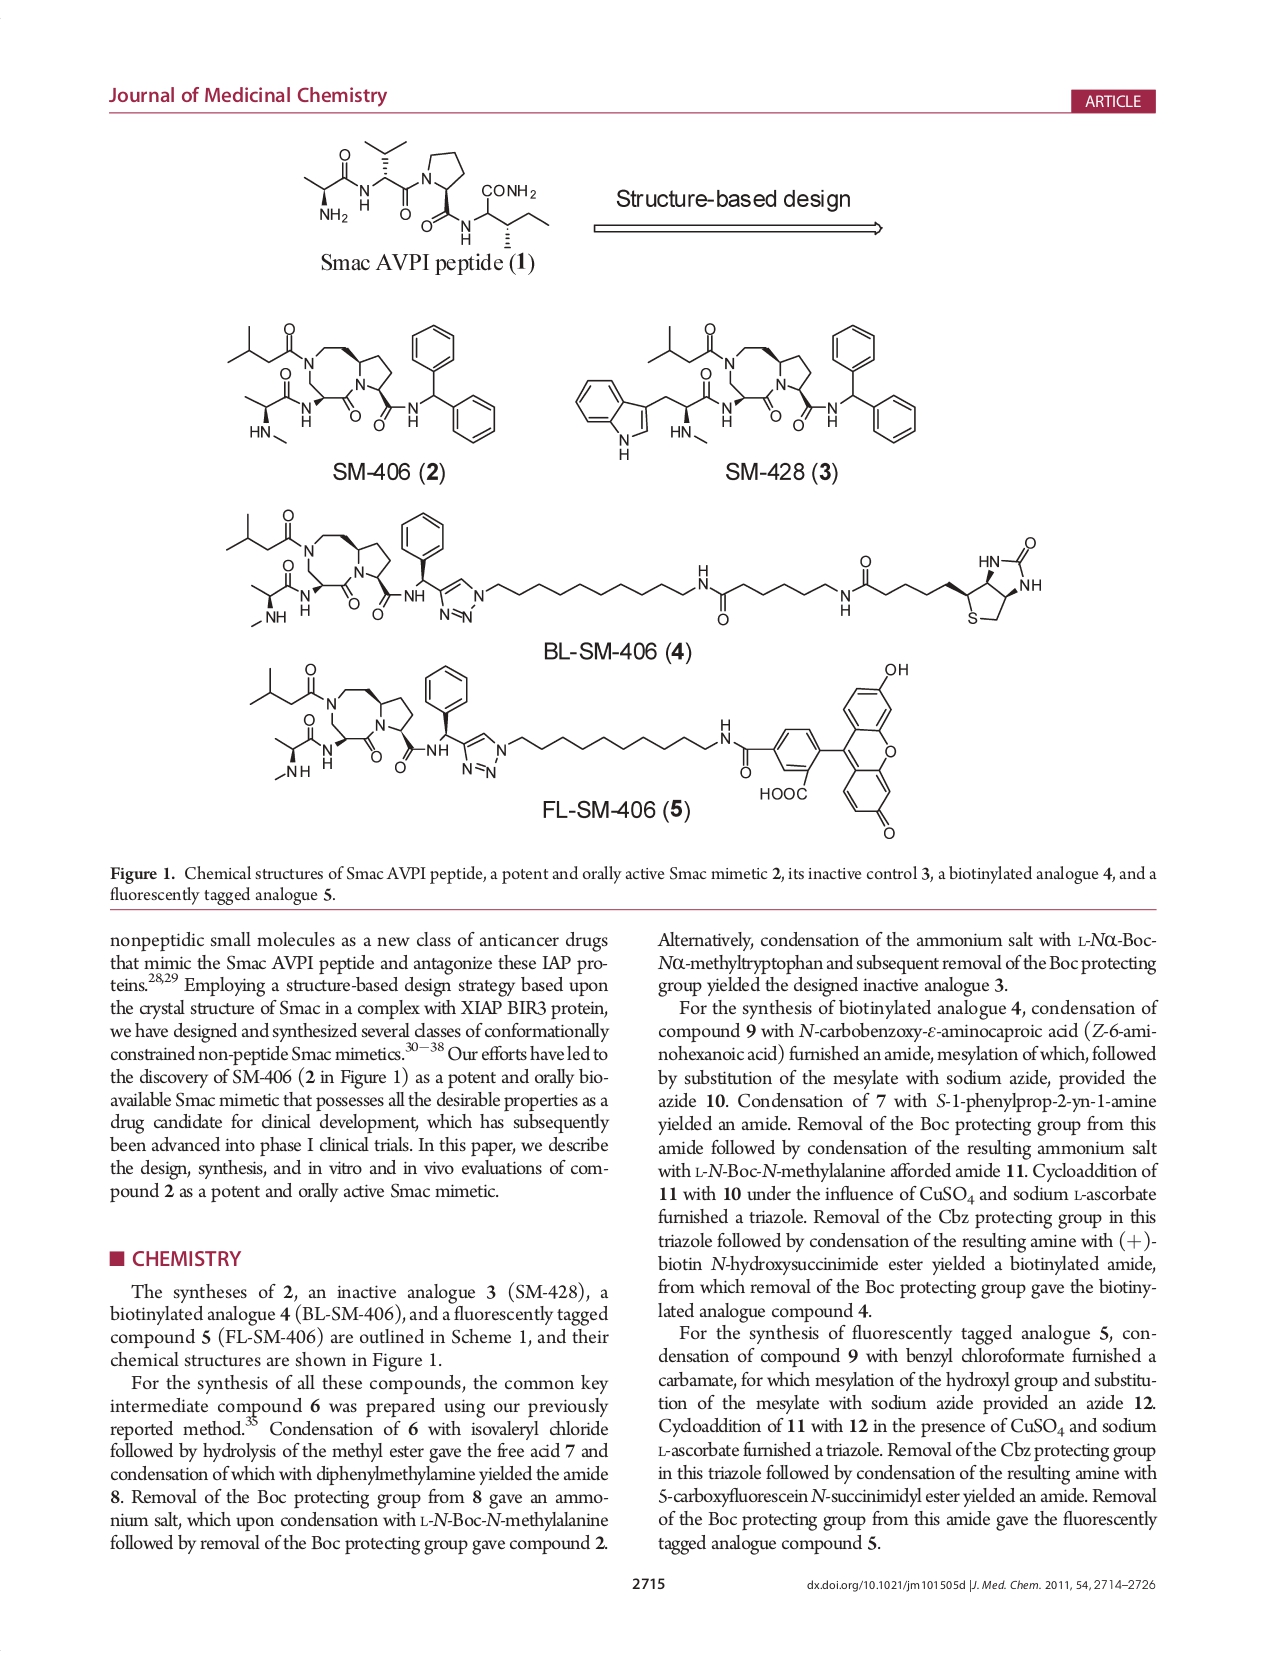 Journal of Medicinal Chemistry
ARTICLE
O
N
H
NH2
O
N
O
N
H
CONH2
Structure-based design
Smac AVPI peptide (1)
O
N
O
N
H
HN
O
N
O
N
H
SM-406 (2)
O
N
O
N
H
HN
N
H
O
N
O
N
H
SM-428 (3)
O
N
O
N
H
NH
O
N
O
NH
N=N
N
H
N
O
O
N
H
HN
O
NH
S
BL-SM-406 (4)
O
N
O
N
H
NH
O
N
O
NH
N=N
N
H
N
O
HOOC
OH
O
O
FL-SM-406 (5)
Figure 1. Chemical structures of Smac AVPI peptide, a potent and orally active Smac mimetic 2, its inactive control 3, a biotinylated analogue 4, and a
fluorescently tagged analogue 5.
nonpeptidic small molecules as a new class of anticancer drugs
that mimic the Smac AVPI peptide and antagonize these IAP pro-
teins.28,29 Employing a structure-based design strategy based upon
the crystal structure of Smac in a complex with XIAP BIR3 protein,
we have designed and synthesized several classes of conformationally
constrained non-peptide Smac mimetics.30−38 Our efforts have led to
the discovery of SM-406 (2 in Figure 1) as a potent and orally bio-
available Smac mimetic that possesses all the desirable properties as a
drug candidate for clinical development, which has subsequently
been advanced into phase I clinical trials. In this paper, we describe
the design, synthesis, and in vitro and in vivo evaluations of com-
pound 2 as a potent and orally active Smac mimetic.
■ CHEMISTRY
The syntheses of 2, an inactive analogue 3 (SM-428), a
biotinylated analogue 4 (BL-SM-406), and a fluorescently tagged
compound 5 (FL-SM-406) are outlined in Scheme 1, and their
chemical structures are shown in Figure 1.
For the synthesis of all these compounds, the common key
intermediate compound 6 was prepared using our previously
reported method.35 Condensation of 6 with isovaleryl chloride
followed by hydrolysis of the methyl ester gave the free acid 7 and
condensation of which with diphenylmethylamine yielded the amide
8. Removal of the Boc protecting group from 8 gave an ammo-
nium salt, which upon condensation with L-N-Boc-N-methylalanine
followed by removal of the Boc protecting group gave compound 2.
Alternatively, condensation of the ammonium salt with L-Nα-Boc-
Nα-methyltryptophan and subsequent removal of the Boc protecting
group yielded the designed inactive analogue 3.
For the synthesis of biotinylated analogue 4, condensation of
compound 9 with N-carbobenzoxy-ε-aminocaproic acid (Z-6-ami-
nohexanoic acid) furnished an amide, mesylation of which, followed
by substitution of the mesylate with sodium azide, provided the
azide 10. Condensation of 7 with S-1-phenylprop-2-yn-1-amine
yielded an amide. Removal of the Boc protecting group from this
amide followed by condensation of the resulting ammonium salt
with L-N-Boc-N-methylalanine afforded amide 11. Cycloaddition of
11 with 10 under the influence of CuSO4 and sodium L-ascorbate
furnished a triazole. Removal of the Cbz protecting group in this
triazole followed by condensation of the resulting amine with (+)-
biotin N-hydroxysuccinimide ester yielded a biotinylated amide,
from which removal of the Boc protecting group gave the biotiny-
lated analogue compound 4.
For the synthesis of fluorescently tagged analogue 5, con-
densation of compound 9 with benzyl chloroformate furnished a
carbamate, for which mesylation of the hydroxyl group and substitu-
tion of the mesylate with sodium azide provided an azide 12.
Cycloaddition of 11 with 12 in the presence of CuSO4 and sodium
L-ascorbate furnished a triazole. Removal of the Cbz protecting group
in this triazole followed by condensation of the resulting amine with
5-carboxyfluorescein N-succinimidyl ester yielded an amide. Removal
of the Boc protecting group from this amide gave the fluorescently
tagged analogue compound 5.
2715
dx.doi.org/10.1021/jm101505d |J. Med. Chem. 2011, 54, 2714–2726